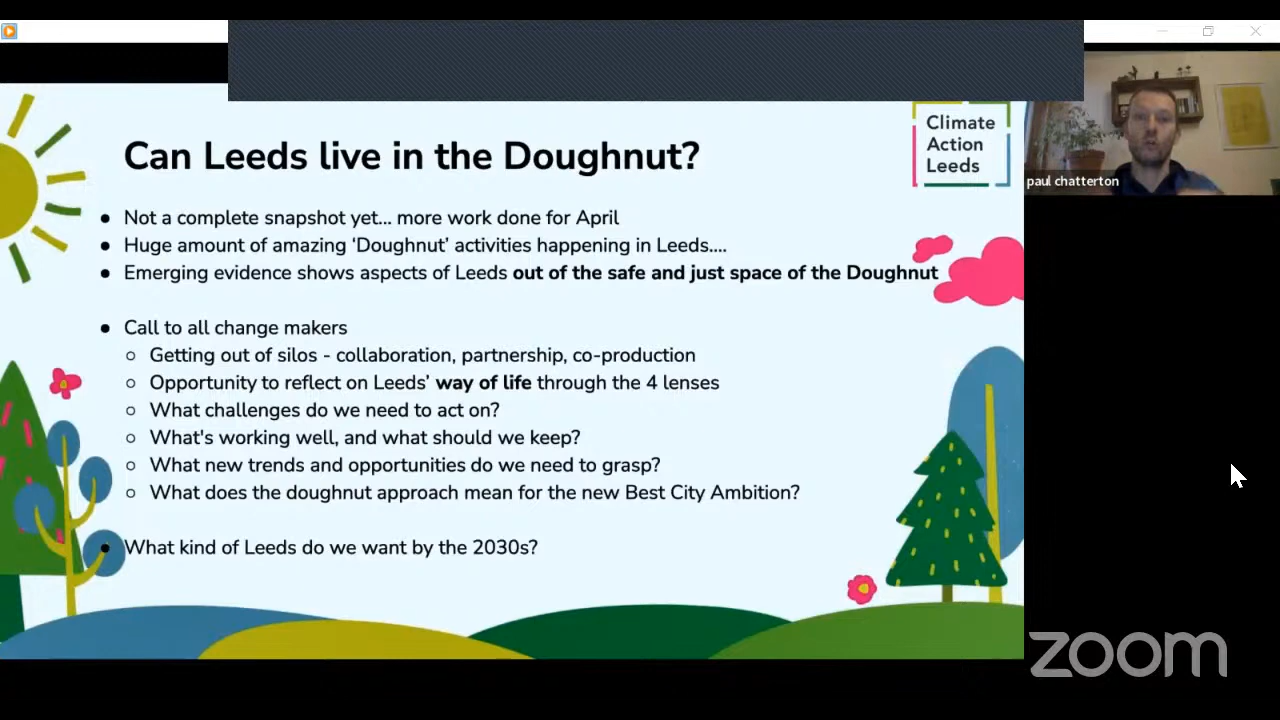 Can Leeds live in the Doughnut?
Climate
Action
Leeds
paul chatterton
● Not a complete snapshot yet... more work done for April
● Huge amount of amazing ‘Doughnut’ activities happening in Leeds....
● Emerging evidence shows aspects of Leeds out of the safe and just space of the Doughnut
● Call to all change makers
○ Getting out of silos - collaboration, partnership, co-production
○ Opportunity to reflect on Leeds’ way of life through the 4 lenses
○ What challenges do we need to act on?
○ What's working well, and what should we keep?
○ What new trends and opportunities do we need to grasp?
○ What does the doughnut approach mean for the new Best City Ambition?
● What kind of Leeds do we want by the 2030s?
zoom